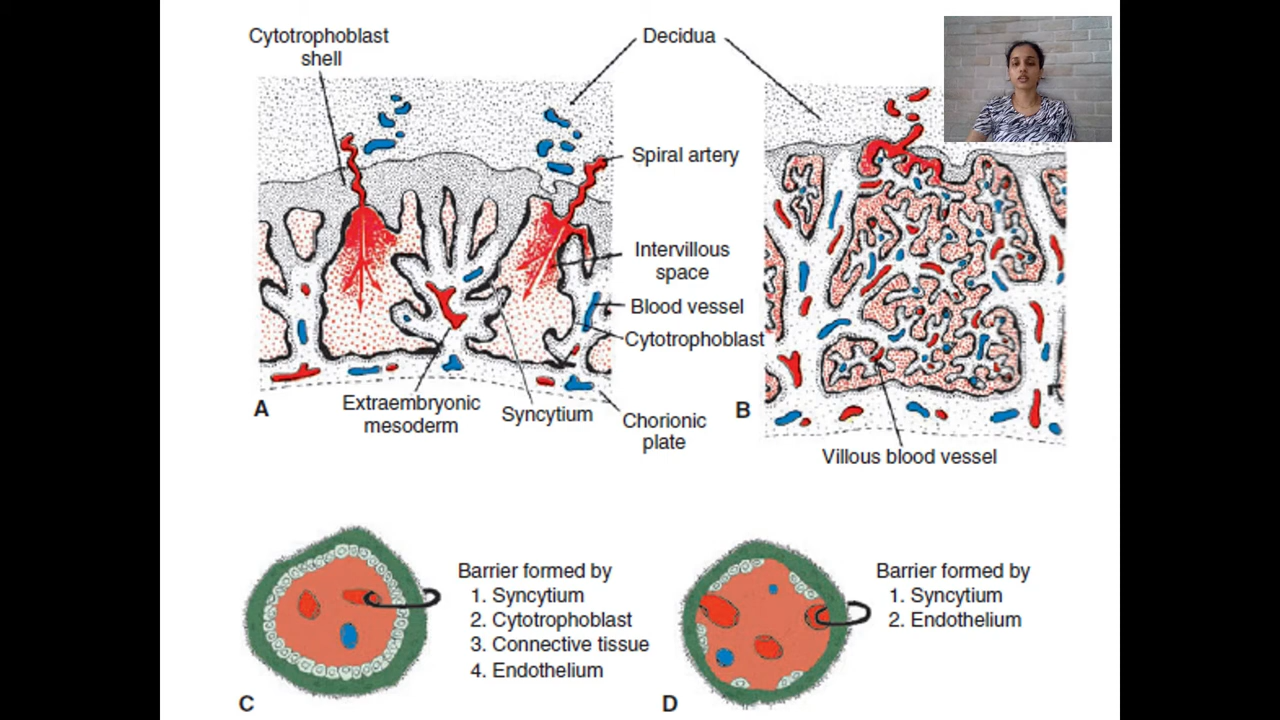 Cytotrophoblast
shell
Decidua
Spiral artery
Intervillous
space
Blood vessel
Cytotrophoblast
A
Extraembryonic
mesoderm
Syncytium
Chorionic
plate
B
Villous blood vessel
Barrier formed by
1. Syncytium
2. Cytotrophoblast
3. Connective tissue
4. Endothelium
C
Barrier formed by
1. Syncytium
2. Endothelium
D